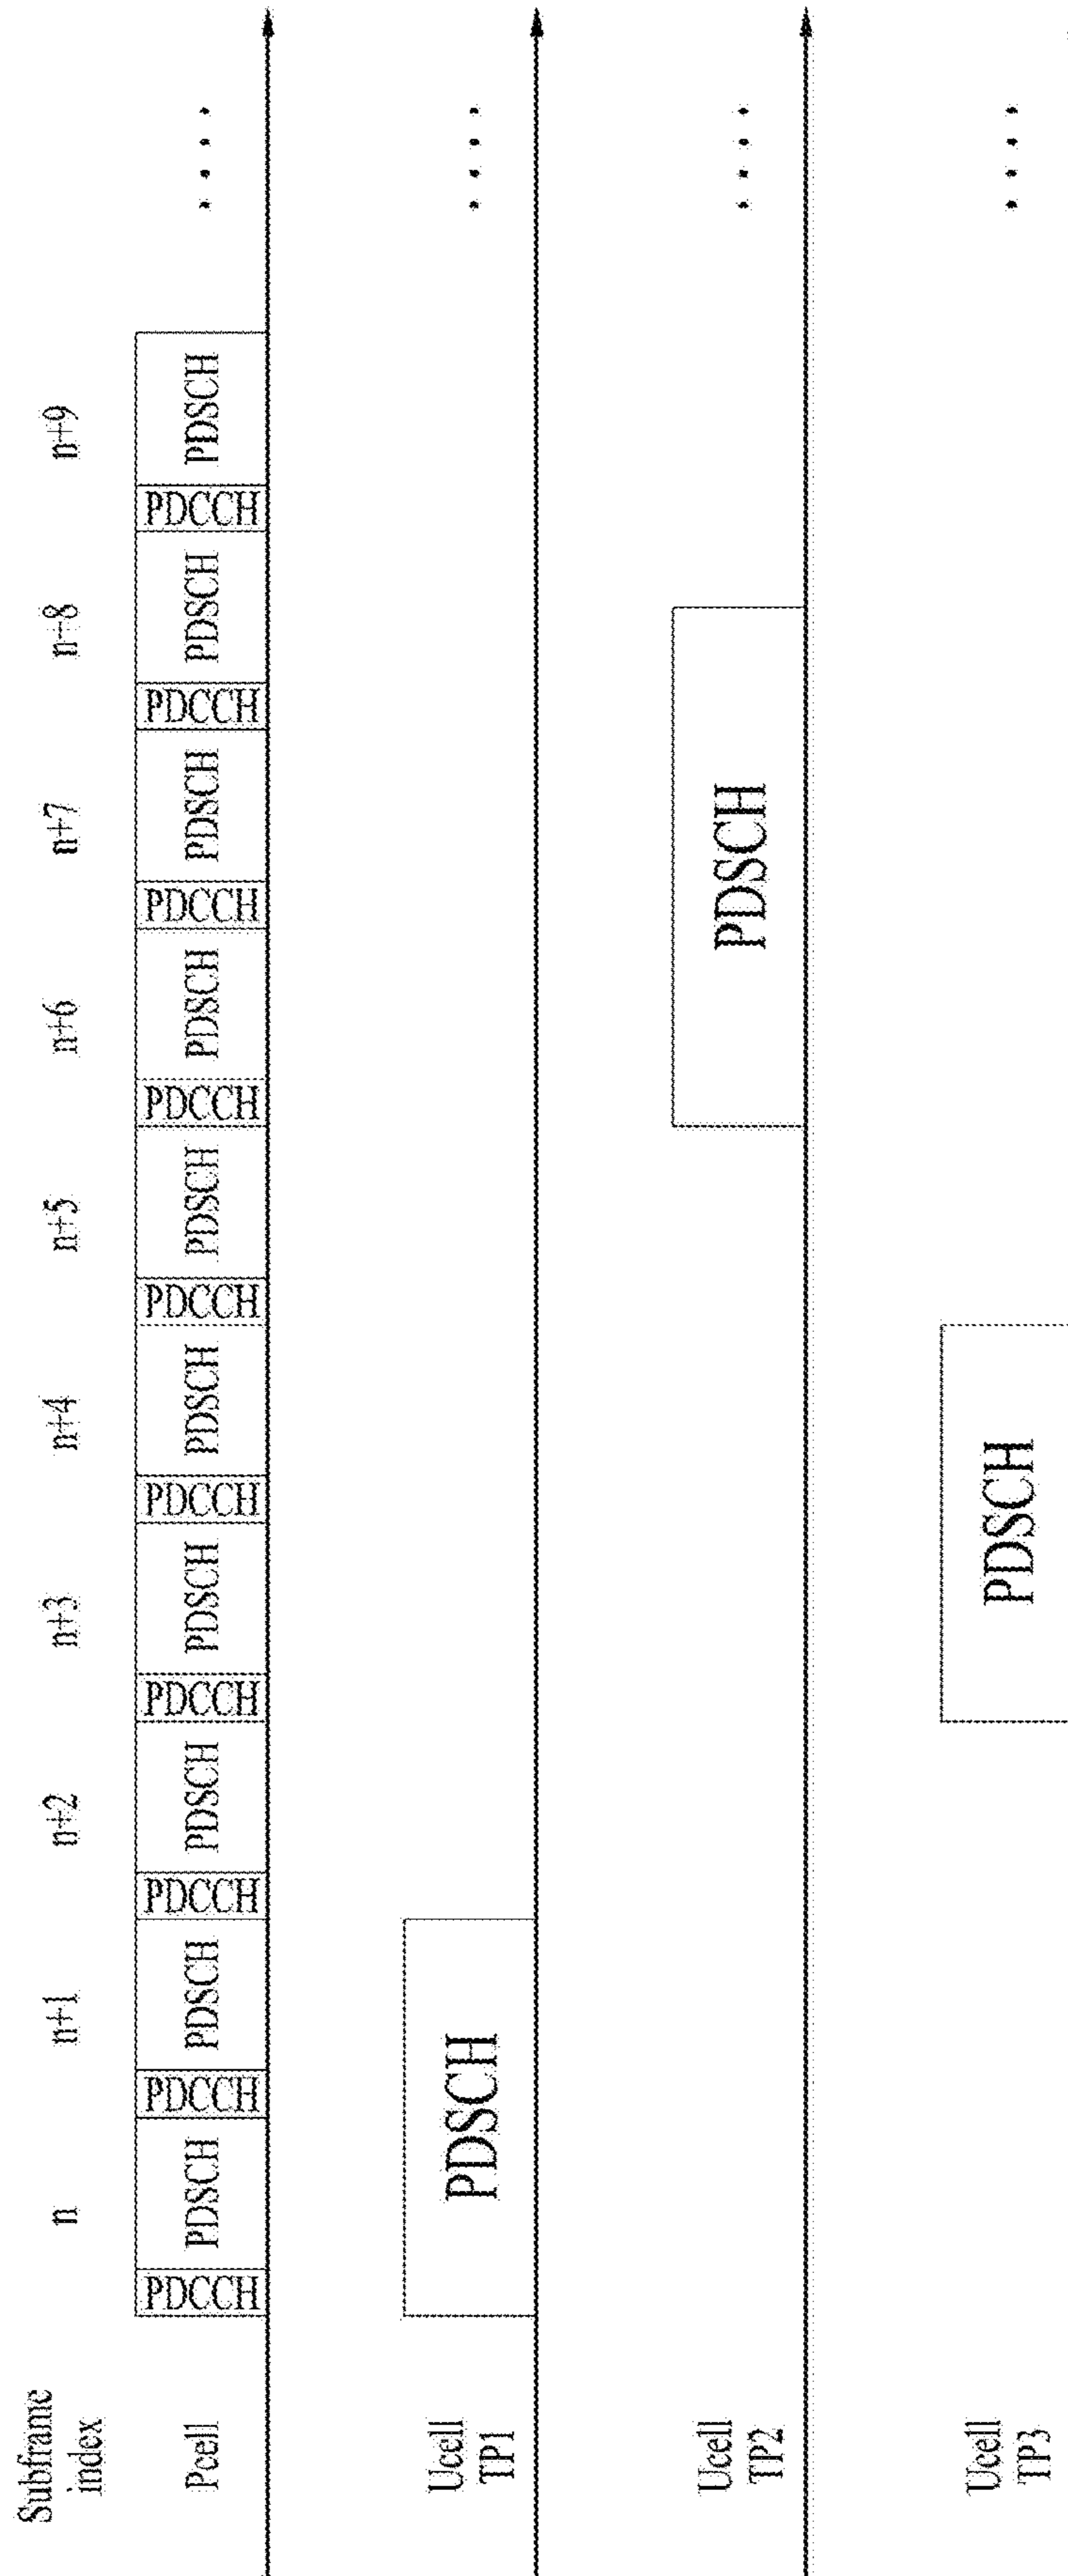 Subframe
index
n
n+1
n+2
n+3
n+4
n+5
n+6
n+7
n+8
n+9
Pcell
PDCCH
PDSCH
PDCCH
PDSCH
PDCCH
PDSCH
PDCCH
PDSCH
PDCCH
PDSCH
PDCCH
PDSCH
PDCCH
PDSCH
PDCCH
PDSCH
PDCCH
PDSCH
PDCCH
PDSCH
....
Ucell
TP1
PDSCH
....
Ucell
TP2
PDSCH
....
Ucell
TP3
PDSCH
....